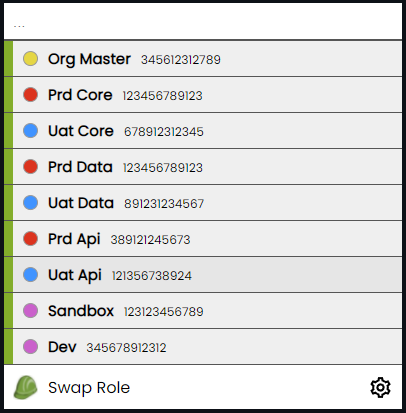 ...
Org Master 345612312789
Prd Core 123456789123
Uat Core 678912312345
Prd Data 123456789123
Uat Data 891231234567
Prd Api 389121245673
Uat Api 121356738924
Sandbox 123123456789
Dev 345678912312
Swap Role